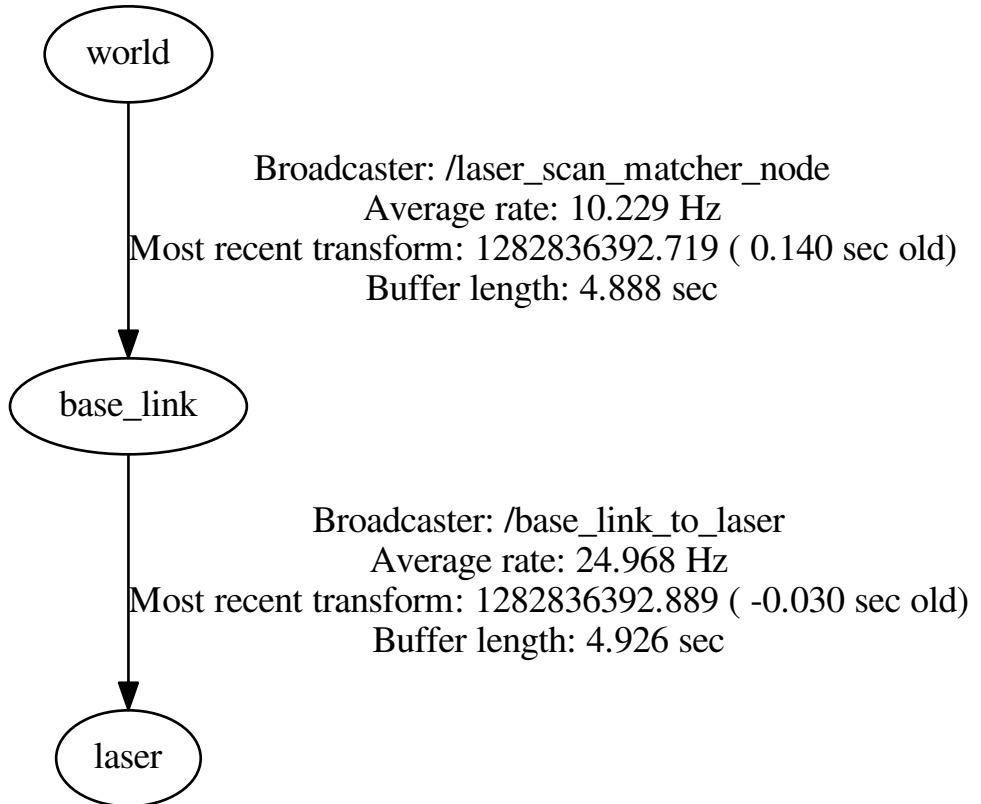 world
Broadcaster: /laser_scan_matcher_node
Average rate: 10.229 Hz
Most recent transform: 1282836392.719 ( 0.140 sec old)
Buffer length: 4.888 sec
base_link
Broadcaster: /base_link_to_laser
Average rate: 24.968 Hz
Most recent transform: 1282836392.889 ( -0.030 sec old)
Buffer length: 4.926 sec
laser